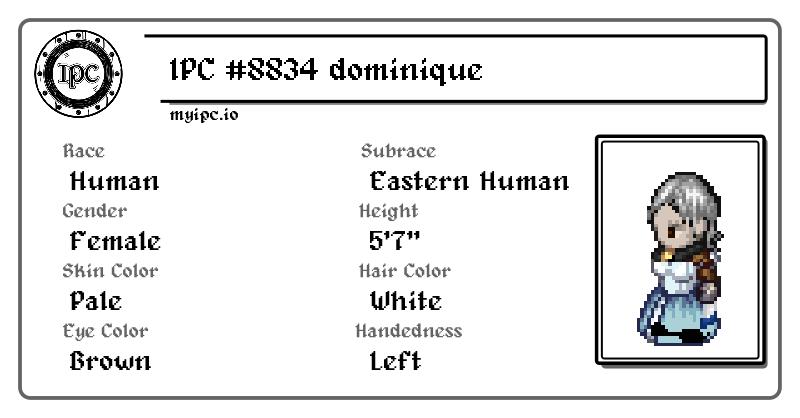 IPC
IPC #8834 dominique
myipc.io
Race
Human
Subrace
Eastern Human
Gender
Female
Height
5'7"
Skin Color
Pale
Hair Color
White
Eye Color
Brown
Handedness
Left